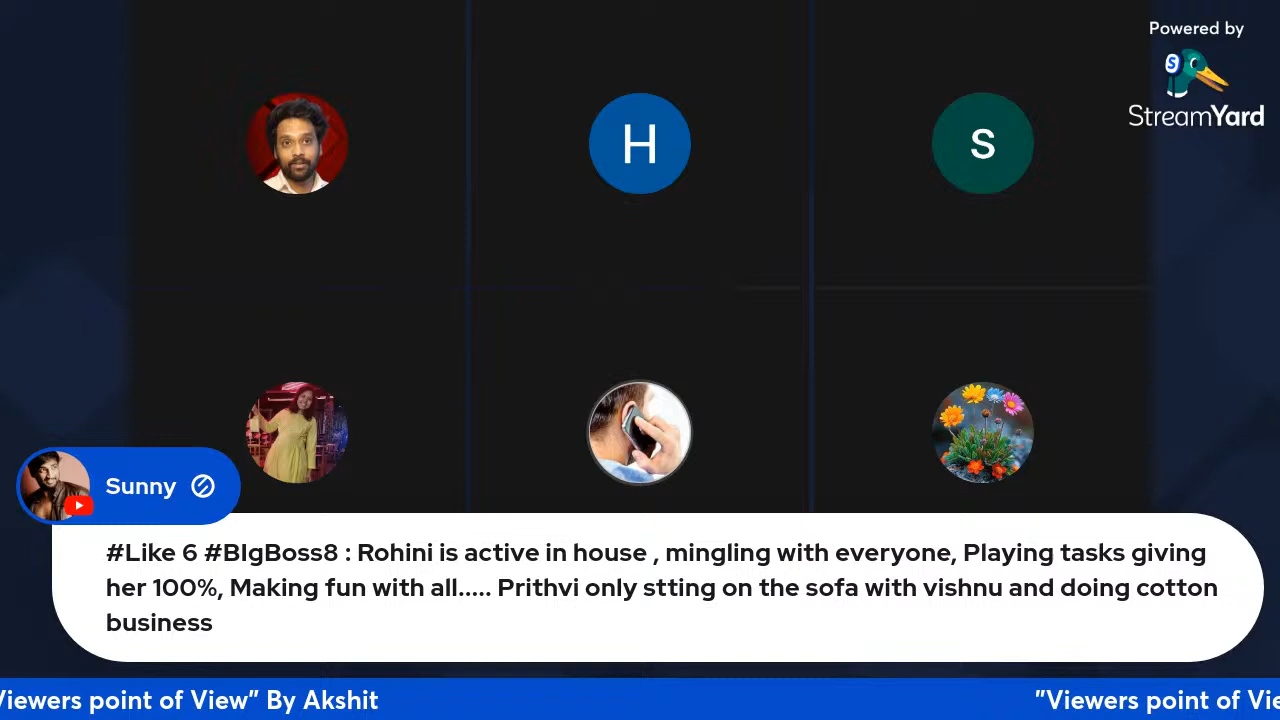 Powered by
StreamYard
H
S
Sunny
#Like 6 #BIgBoss8 : Rohini is active in house , mingling with everyone, Playing tasks giving
her 100%, Making fun with all..... Prithvi only stting on the sofa with vishnu and doing cotton
business
Viewers point of View" By Akshit
"Viewers point of Vie